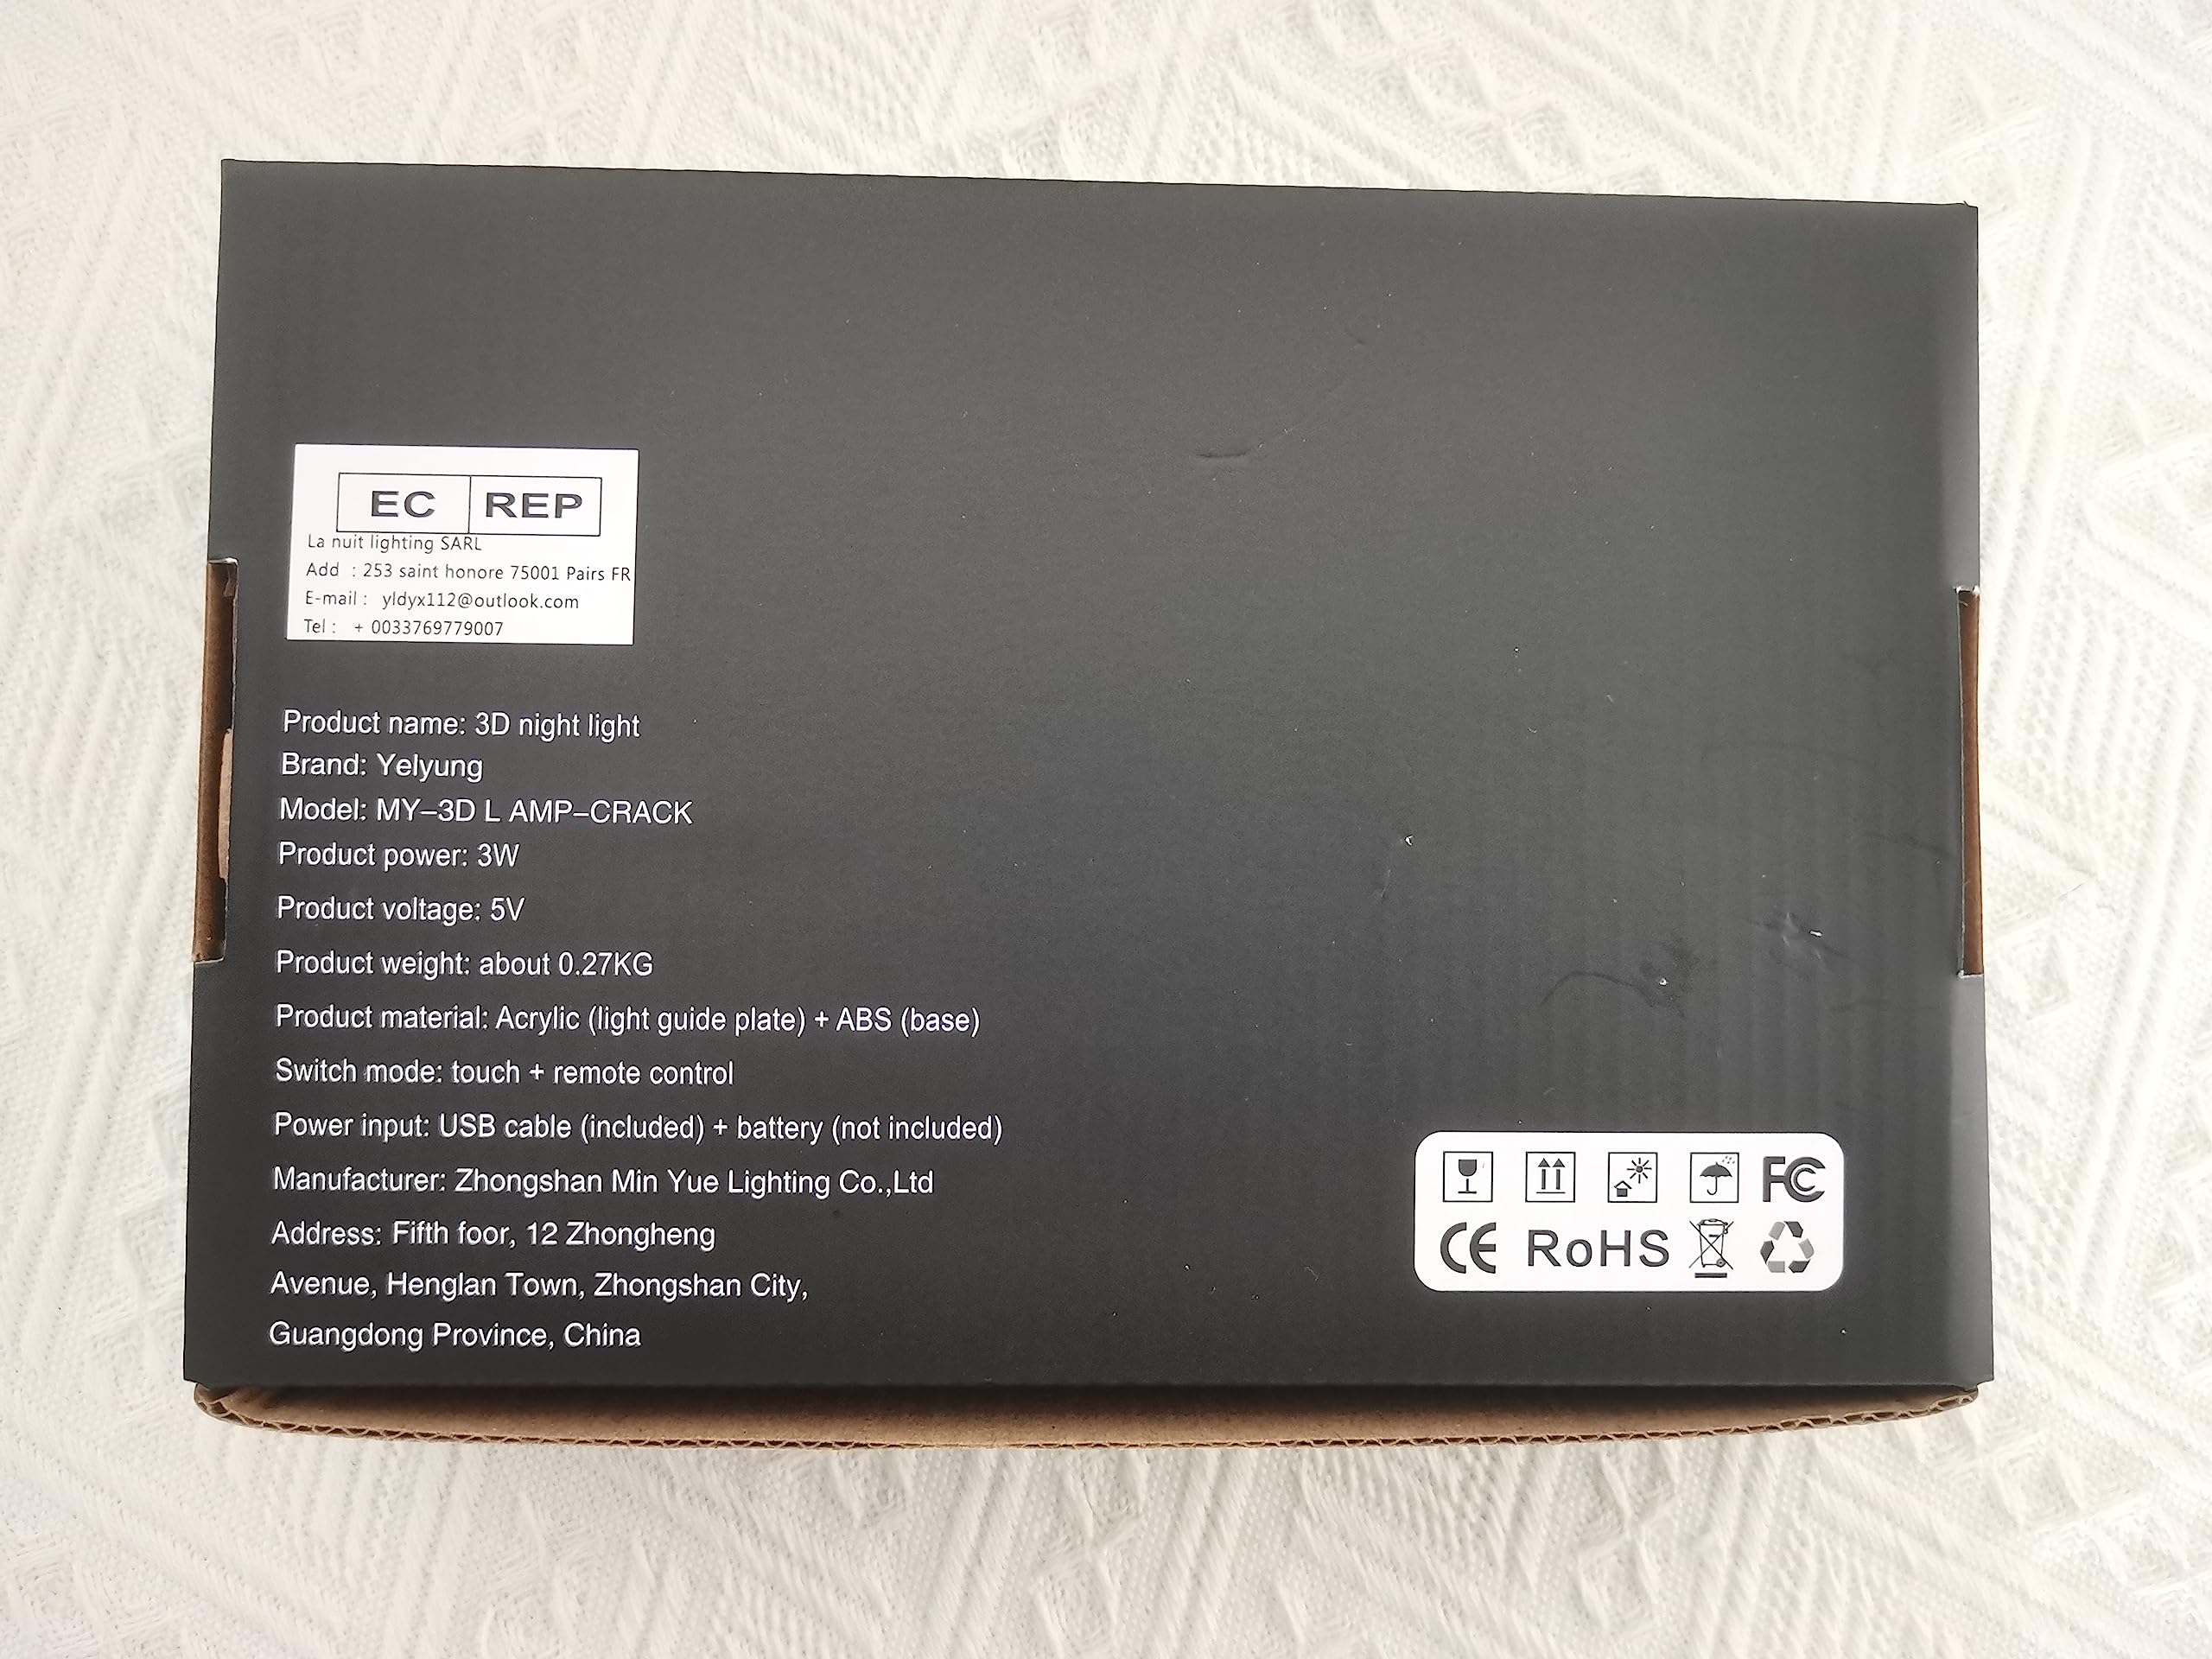 EC REP
La nuit lighting SARL
Add : 253 saint honore 75001 Pairs FR
E-mail : yldyx112@outlook.com
Tel : + 0033769779007
Product name: 3D night light
Brand: Yelyung
Model: MY–3D L AMP–CRACK
Product power: 3W
Product voltage: 5V
Product weight: about 0.27KG
Product material: Acrylic (light guide plate) + ABS (base)
Switch mode: touch + remote control
Power input: USB cable (included) + battery (not included)
Manufacturer: Zhongshan Min Yue Lighting Co.,Ltd
Address: Fifth foor, 12 Zhongheng
Avenue, Henglan Town, Zhongshan City,
Guangdong Province, China
FC
CE RoHS